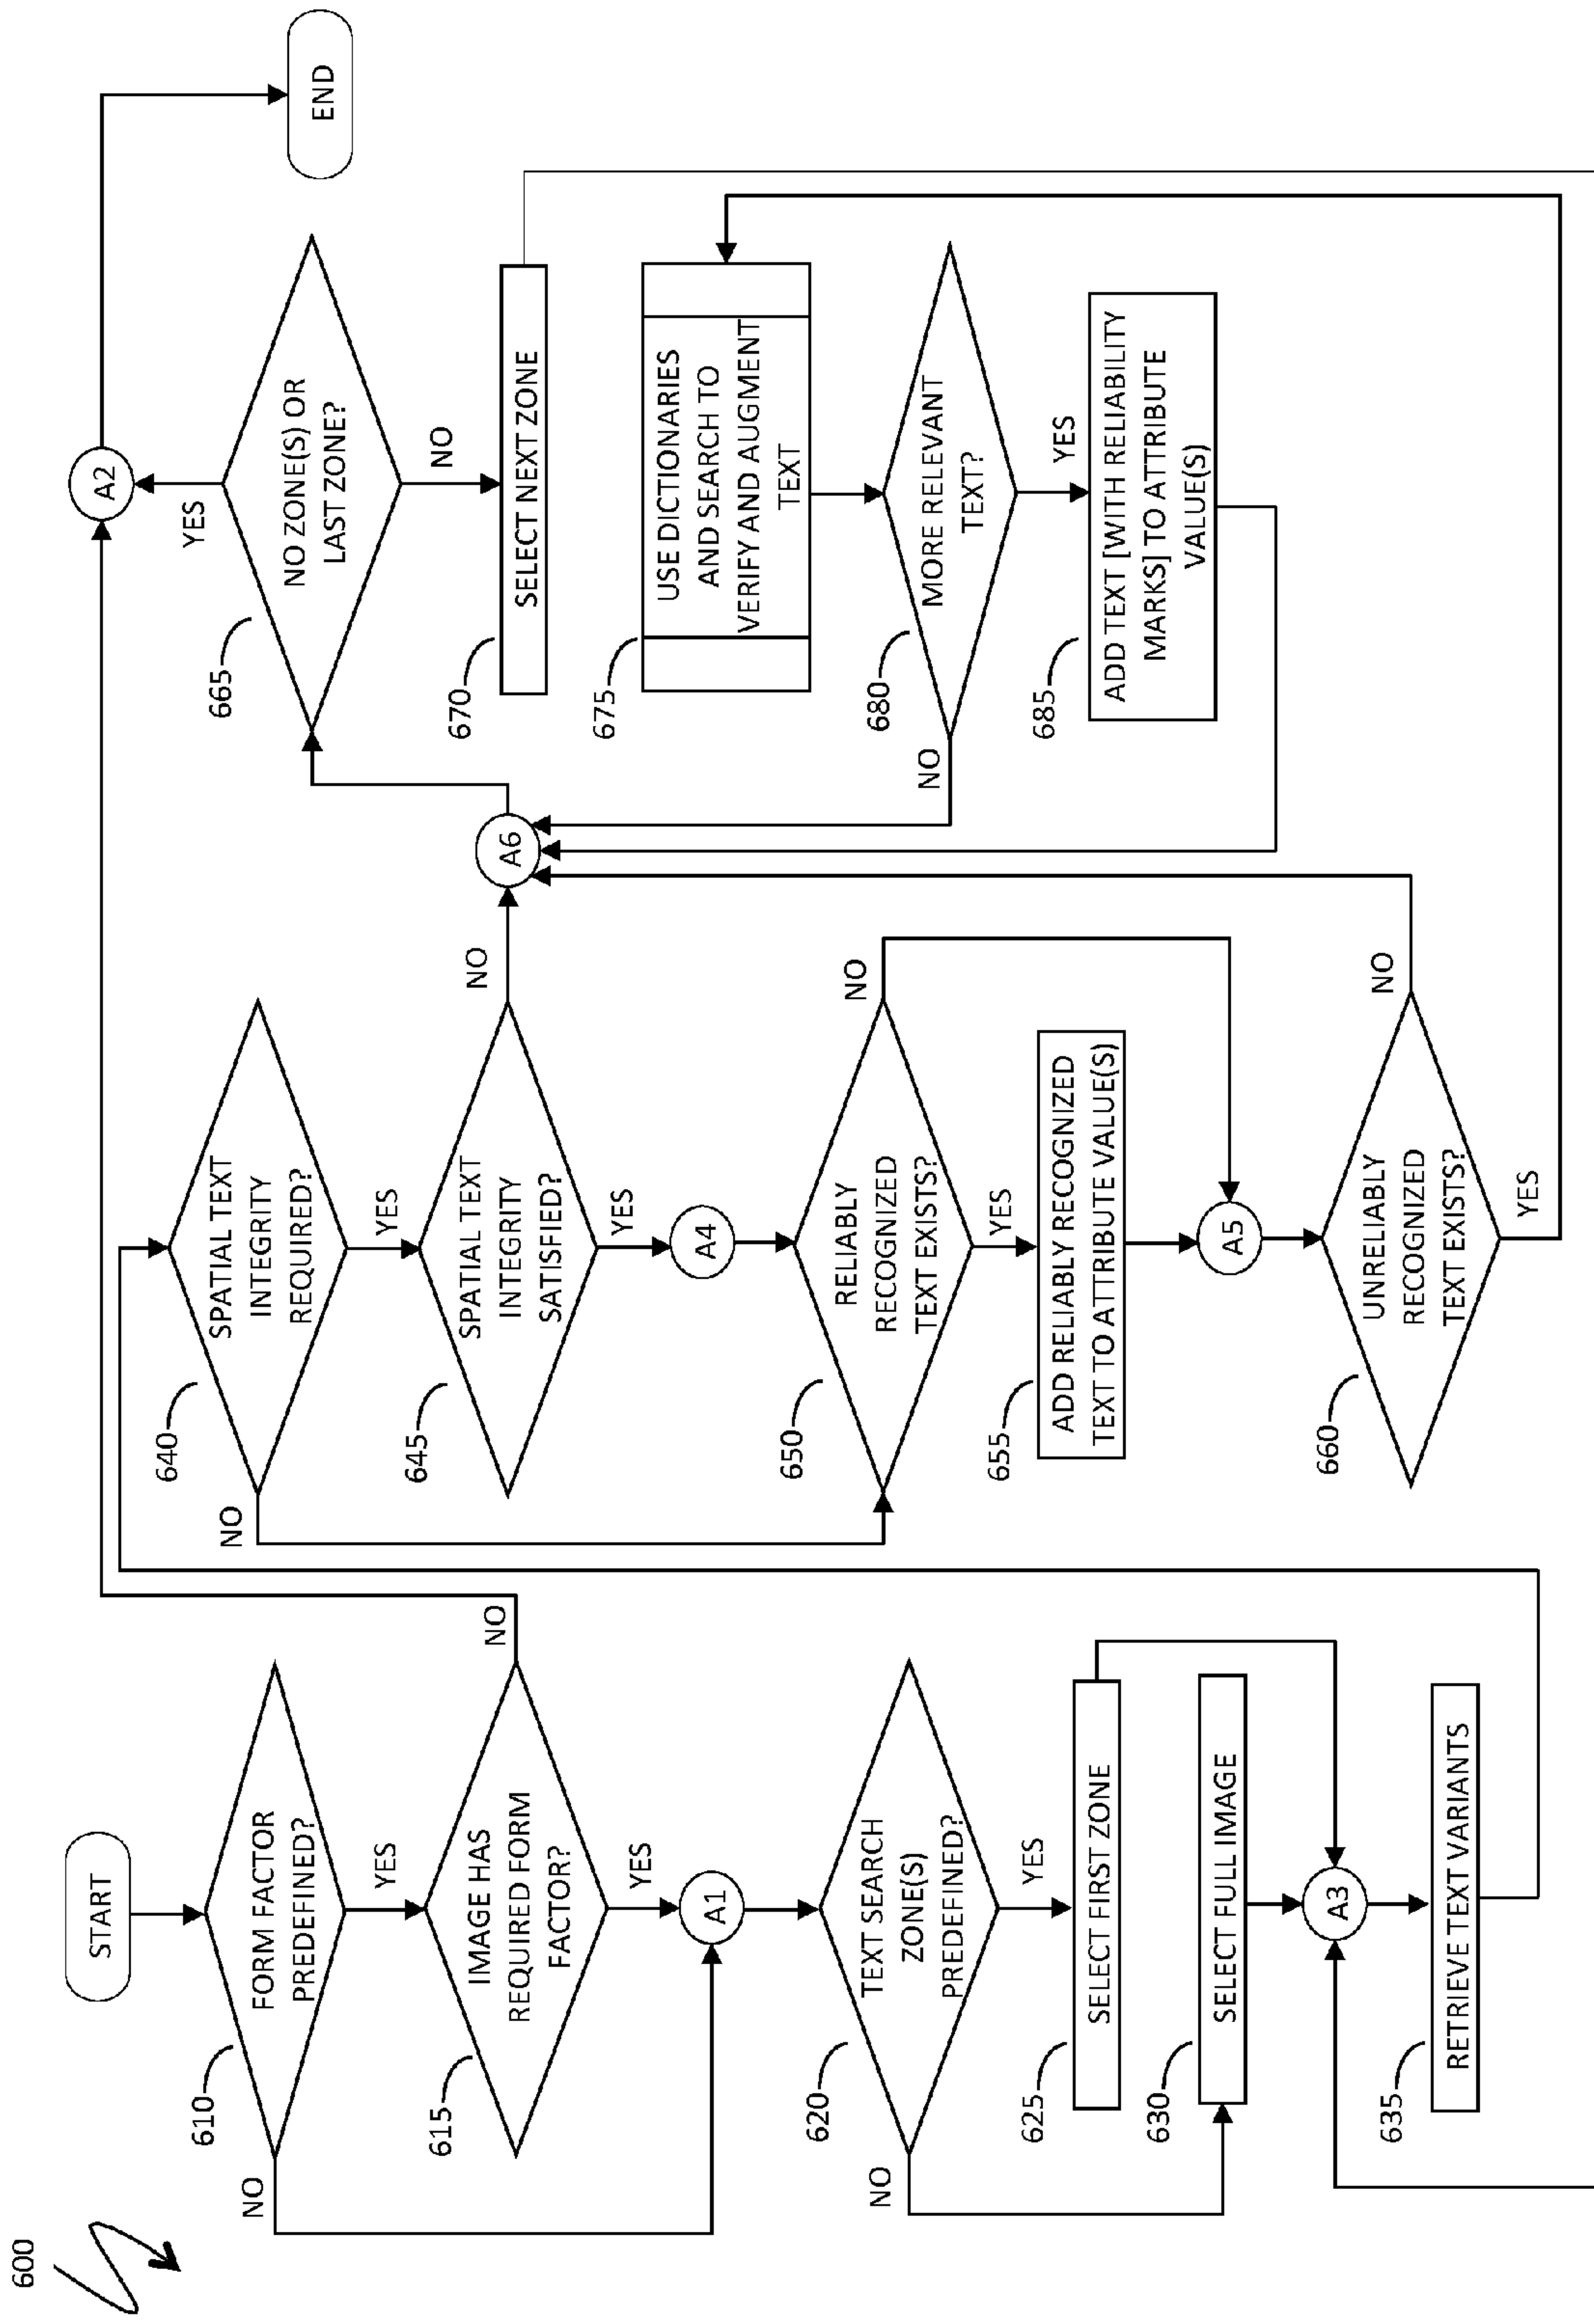 600
START
610
FORM FACTOR
PREDEFINED?
NO
YES
615
IMAGE HAS
REQUIRED FORM
FACTOR?
NO
YES
A1
620
TEXT SEARCH
ZONE(S)
PREDEFINED?
NO
YES
625
SELECT FIRST ZONE
630
SELECT FULL IMAGE
A3
635
RETRIEVE TEXT VARIANTS
640
SPATIAL TEXT
INTEGRITY
REQUIRED?
NO
YES
645
SPATIAL TEXT
INTEGRITY
SATISFIED?
NO
YES
A4
650
RELIABLY
RECOGNIZED
TEXT EXISTS?
NO
YES
655
ADD RELIABLY RECOGNIZED
TEXT TO ATTRIBUTE VALUE(S)
A5
660
UNRELIABLY
RECOGNIZED
TEXT EXISTS?
NO
YES
A6
A2
END
665
NO ZONE(S) OR
LAST ZONE?
YES
NO
670
SELECT NEXT ZONE
675
USE DICTIONARIES
AND SEARCH TO
VERIFY AND AUGMENT
TEXT
680
MORE RELEVANT
TEXT?
NO
YES
685
ADD TEXT [WITH RELIABILITY
MARKS] TO ATTRIBUTE
VALUE(S)